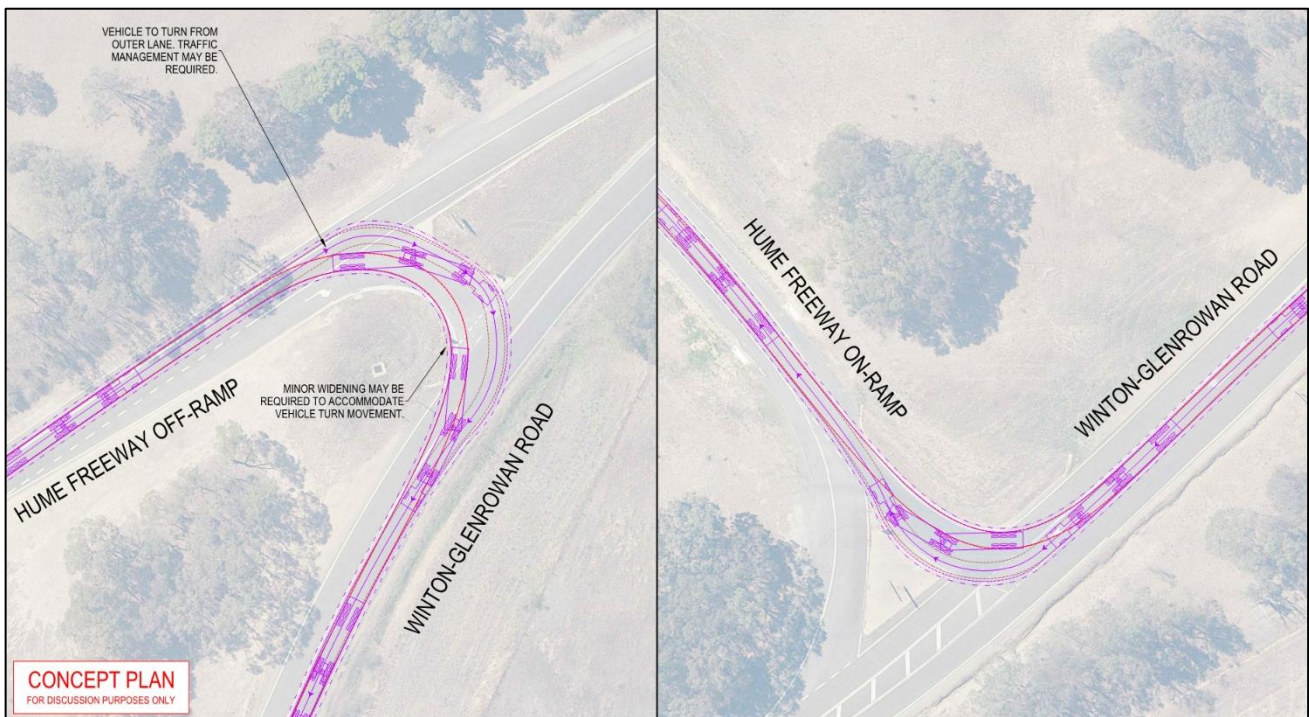 VEHICLE TO TURN FROM
OUTER LANE. TRAFFIC
MANAGEMENT MAY BE
REQUIRED.
MINOR WIDENING MAY BE
REQUIRED TO ACCOMMODATE
VEHICLE TURN MOVEMENT.
HUME FREEWAY OFF-RAMP
WINTON-GLENROWAN ROAD
CONCEPT PLAN
FOR DISCUSSION PURPOSES ONLY
HUME FREEWAY ON-RAMP
WINTON-GLENROWAN ROAD